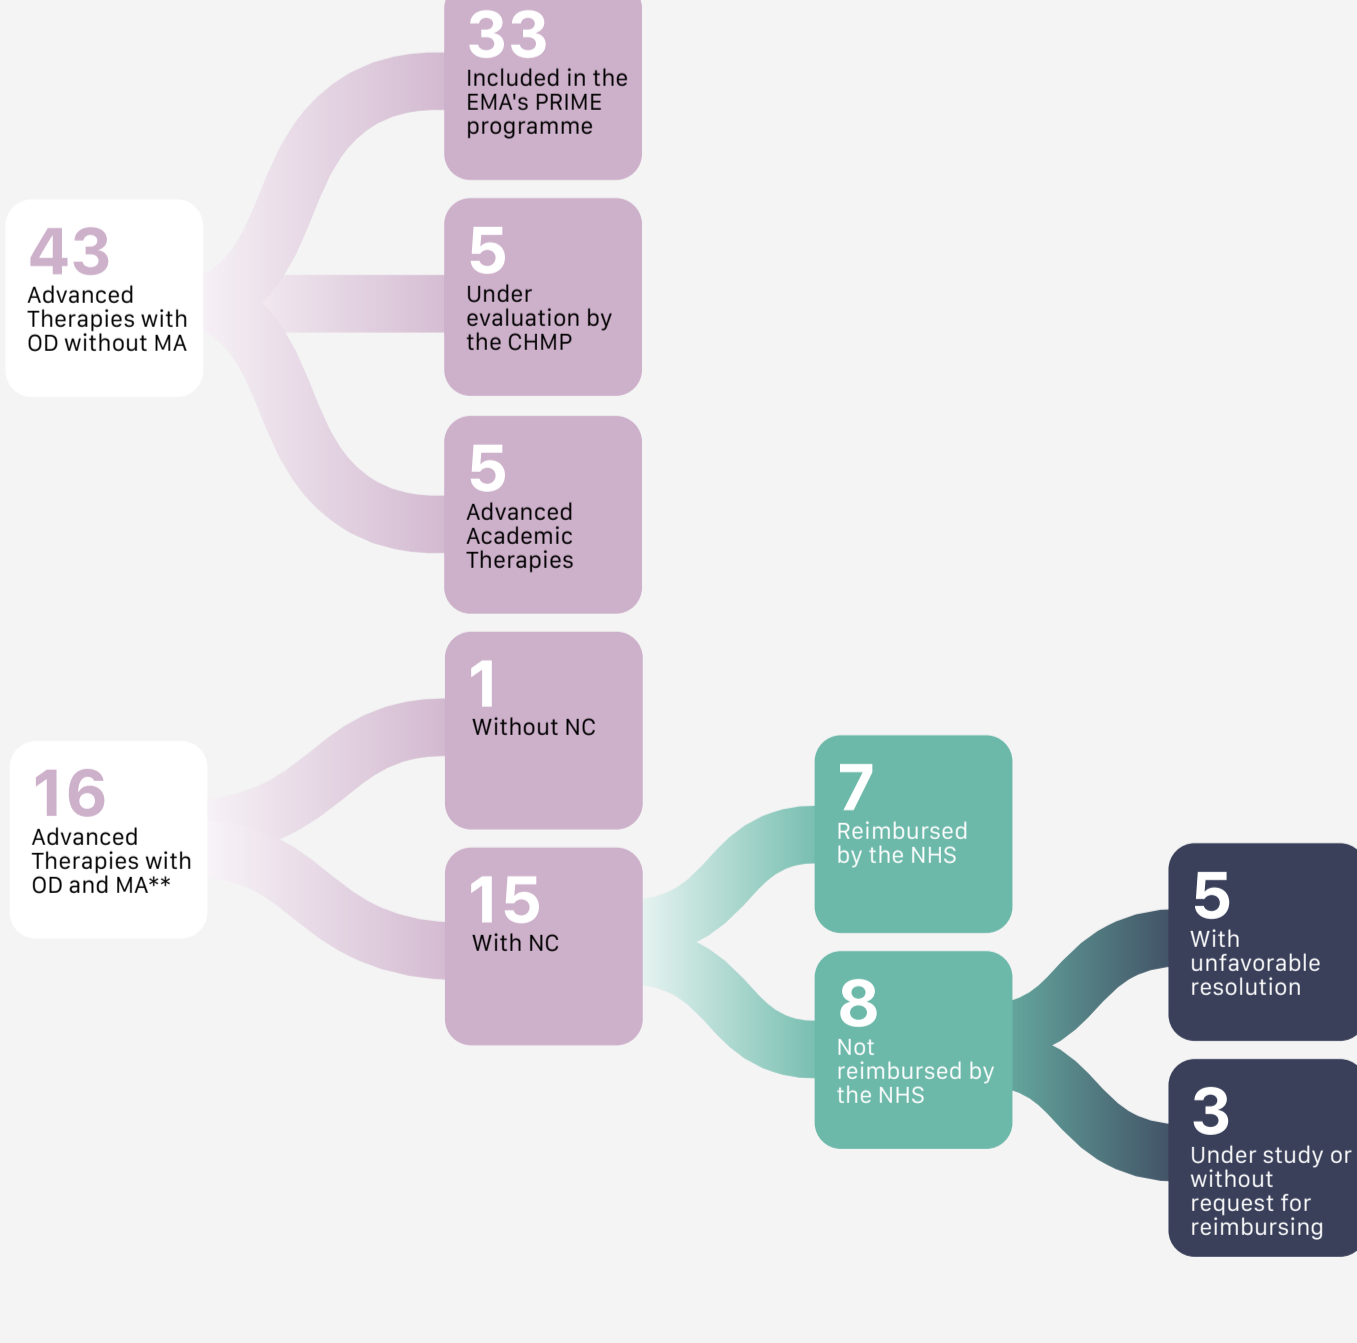 33
Included in the
EMA's PRIME
programme
43
Advanced
Therapies with
OD without MA
5
Under
evaluation by
the CHMP
5
Advanced
Academic
Therapies
1
Without NC
16
Advanced
Therapies with
OD and MA**
15
With NC
7
Reimbursed
by the NHS
8
Not
reimbursed by
the NHS
5
With
unfavorable
resolution
3
Under study or
without
request for
reimbursing